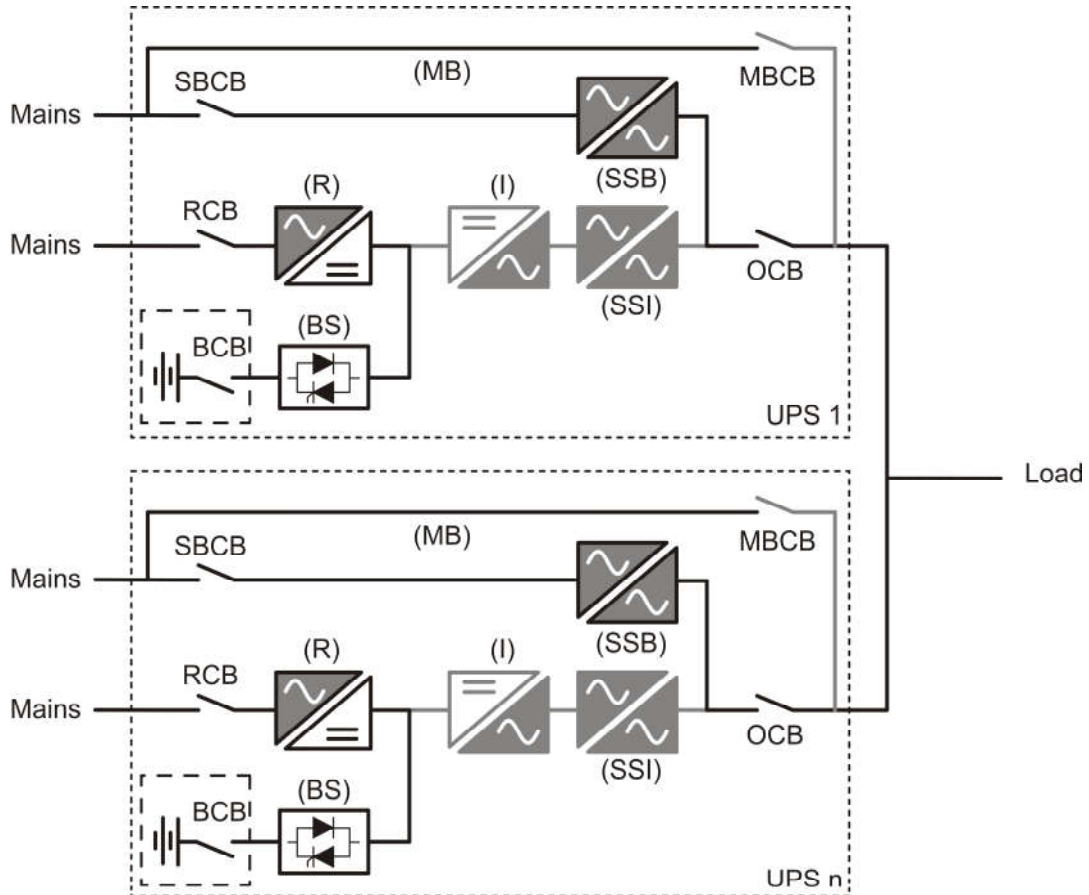 (MB)
MBCB
SBCB
Mains
(SSB)
(R)
(I)
RCB
Mains
OCB
(SSI)
(BS)
BCB
UPS 1
Load
(MB)
MBCB
SBCB
Mains
(SSB)
(R)
(I)
RCB
Mains
OCB
(SSI)
(BS)
BCB
UPS n